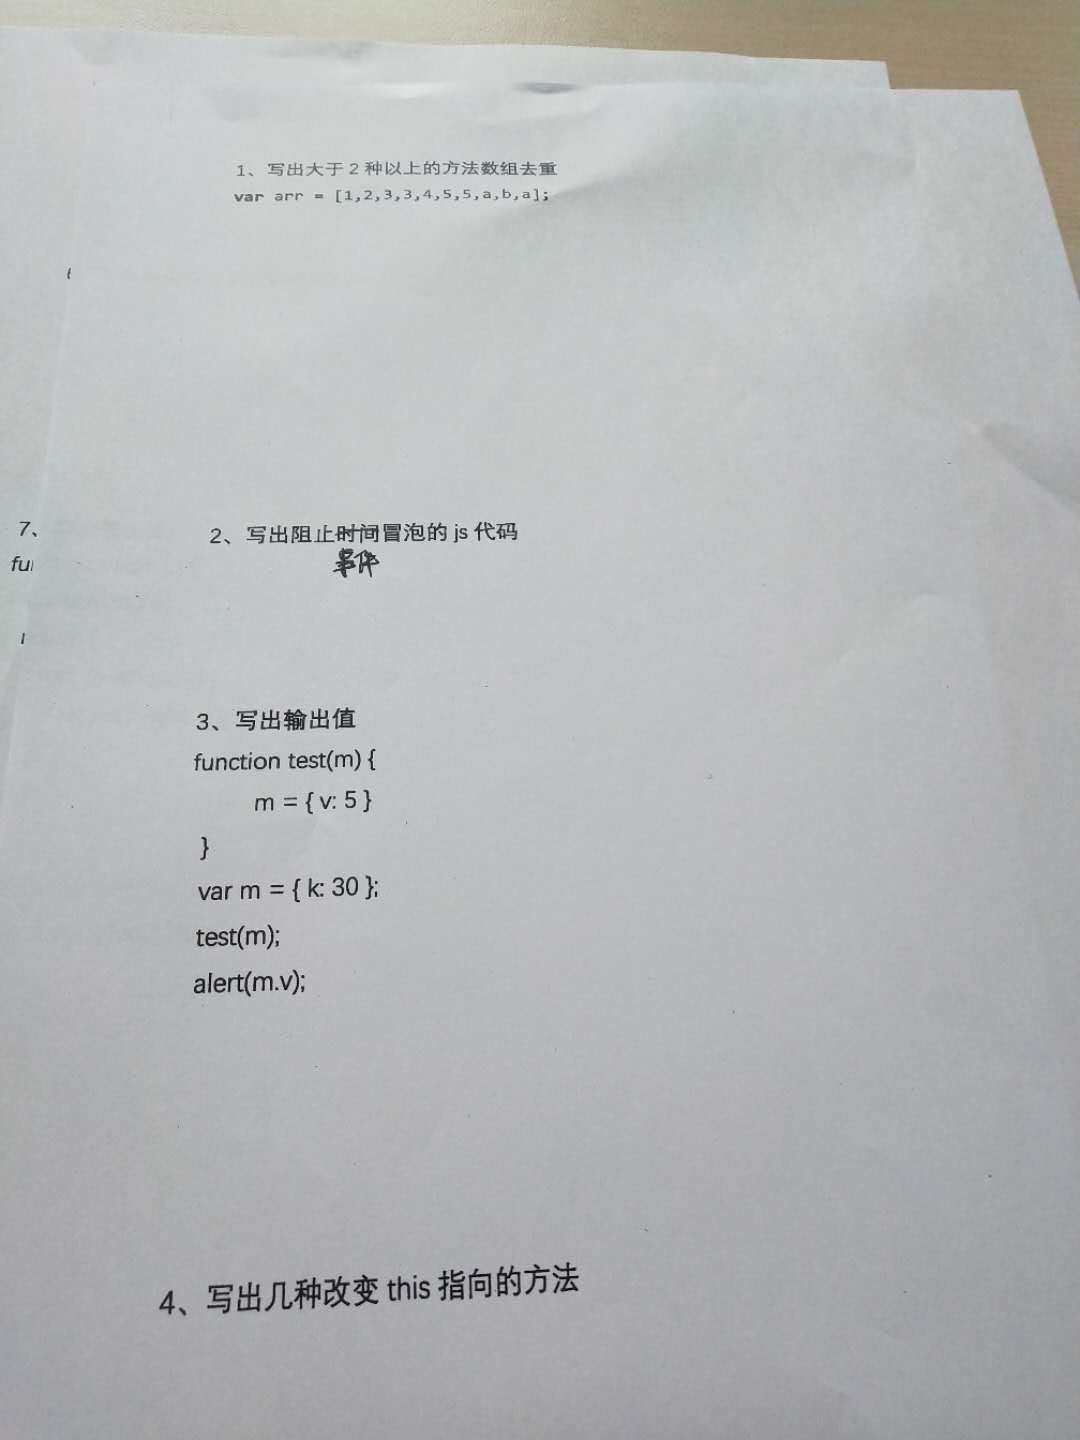 1、写出大于 2 种以上的方法数组去重
var arr = [1,2,3,3,4,5,5,a,b,a];
7、
2、写出阻止时间冒泡的 js 代码
事件
3、写出输出值
function test(m) {
m = { v: 5 }
}
var m = { k: 30 };
test(m);
alert(m.v);
4、写出几种改变 this 指向的方法